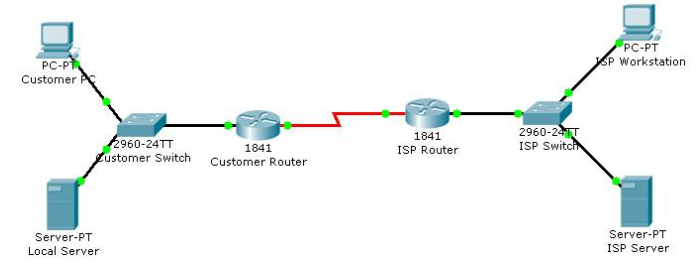 PC-PT
Customer PC
2960-24TT
Customer Switch
Server-PT
Local Server
1841
Customer Router
1841
ISP Router
PC-PT
ISP Workstation
2960-24TT
ISP Switch
Server-PT
ISP Server